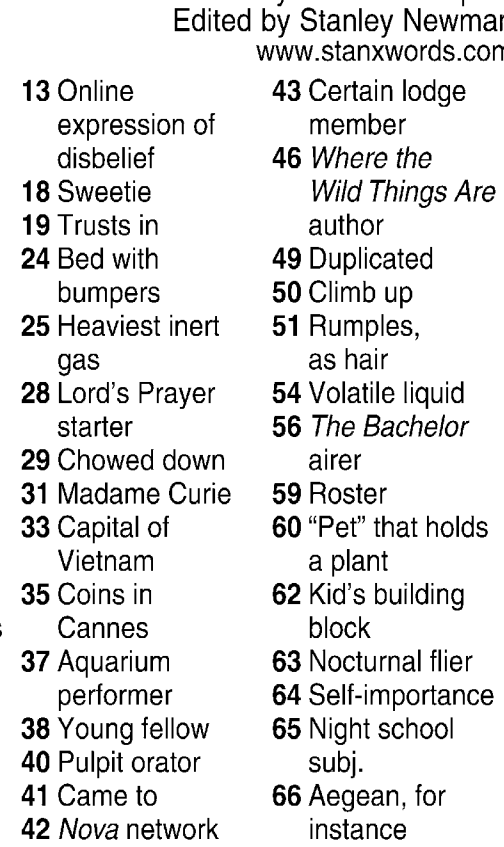 Edited by Stanley Newman
www.stanxwords.com
13 Online
expression of
disbelief
18 Sweetie
19 Trusts in
24 Bed with
bumpers
25 Heaviest inert
gas
28 Lord's Prayer
starter
29 Chowed down
31 Madame Curie
33 Capital of
Vietnam
35 Coins in
Cannes
37 Aquarium
performer
38 Young fellow
40 Pulpit orator
41 Came to
42 Nova network
43 Certain lodge
member
46 Where the
Wild Things Are
author
49 Duplicated
50 Climb up
51 Rumples,
as hair
54 Volatile liquid
56 The Bachelor
airer
59 Roster
60 “Pet” that holds
a plant
62 Kid's building
block
63 Nocturnal flier
64 Self-importance
65 Night school
subj.
66 Aegean, for
instance